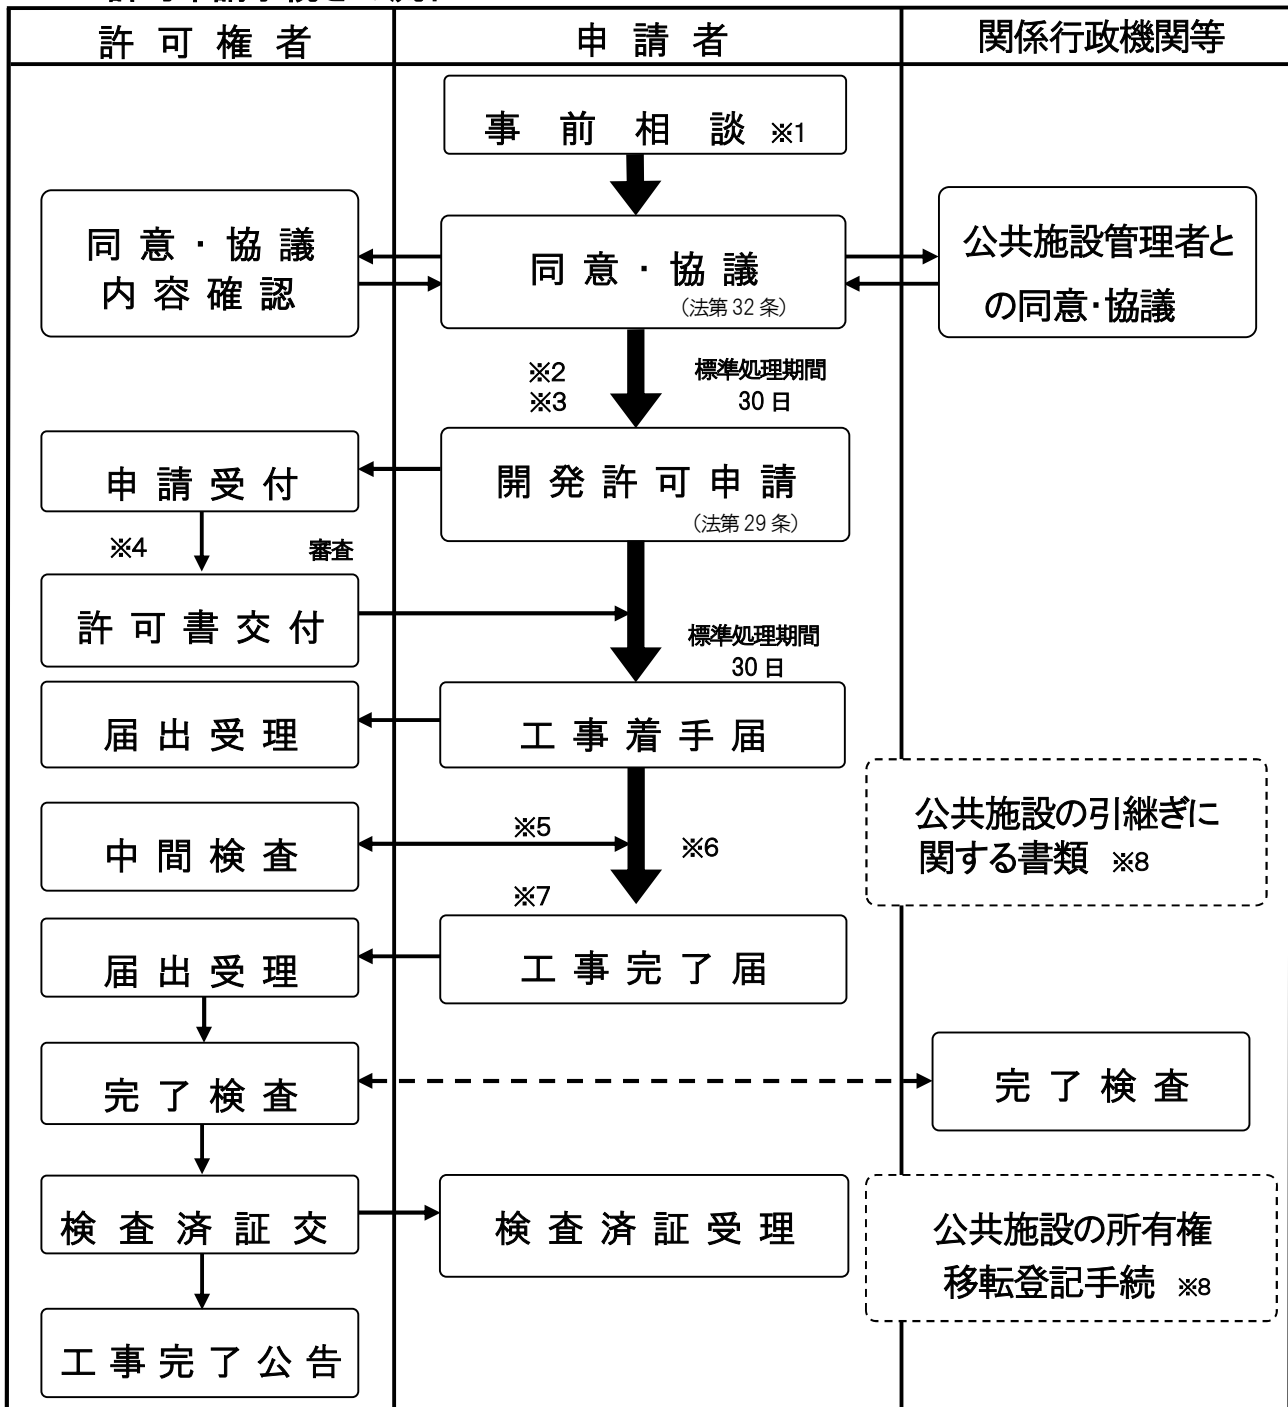 許可権者
申請者
関係行政機関等
事前相談 ※1
同意・協議
内容確認
同意・協議
（法第32条）
公共施設管理者と
の同意・協議
※2
※3
標準処理期間
30日
申請受付
開発許可申請
（法第29条）
※4
審査
許可書交付
標準処理期間
30日
届出受理
工事着手届
公共施設の引継ぎに
関する書類 ※8
中間検査
※5
※6
※7
届出受理
工事完了届
完了検査
完了検査
検査済証交
検査済証受理
公共施設の所有権
移転登記手続 ※8
工事完了公告